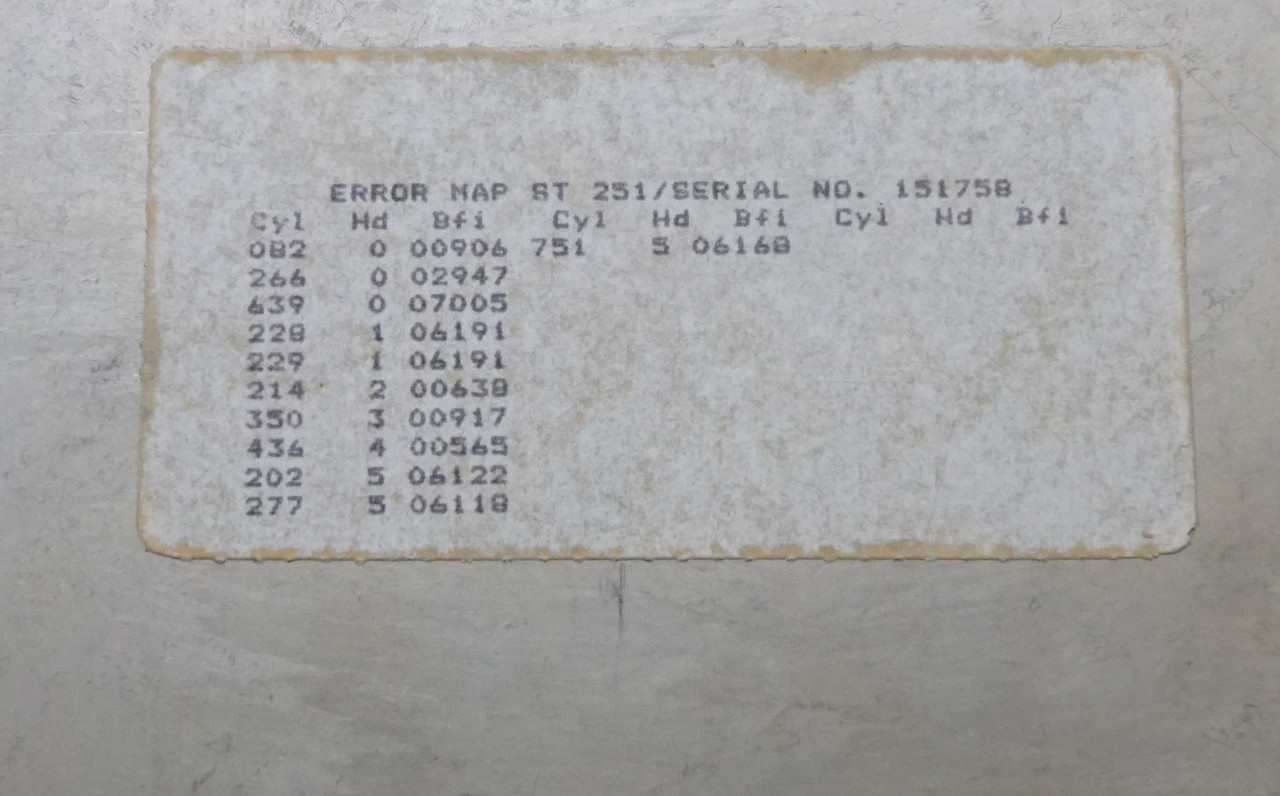 ERROR MAP ST 251/SERIAL NO. 151758
Cyl Hd Bfi Cyl Hd Bfi Cyl Hd Bfi
082 0 00906 751 5 06168
266 0 02947
639 0 07005
228 1 06191
229 1 06191
214 2 00638
350 3 00917
436 4 00565
202 5 06122
277 5 06118